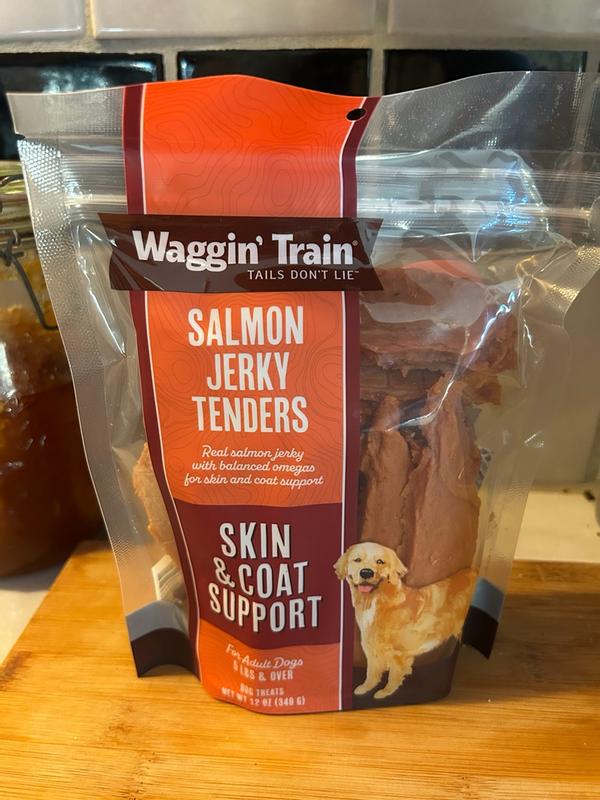 Waggin' Train®
TAILS DON'T LIE™
SALMON
JERKY
TENDERS
Real salmon jerky
with balanced omegas
for skin and coat support
SKIN
& COAT
SUPPORT
For Adult Dogs
5 LBS & OVER
DOG TREATS
NET WT 12 OZ (340 G)